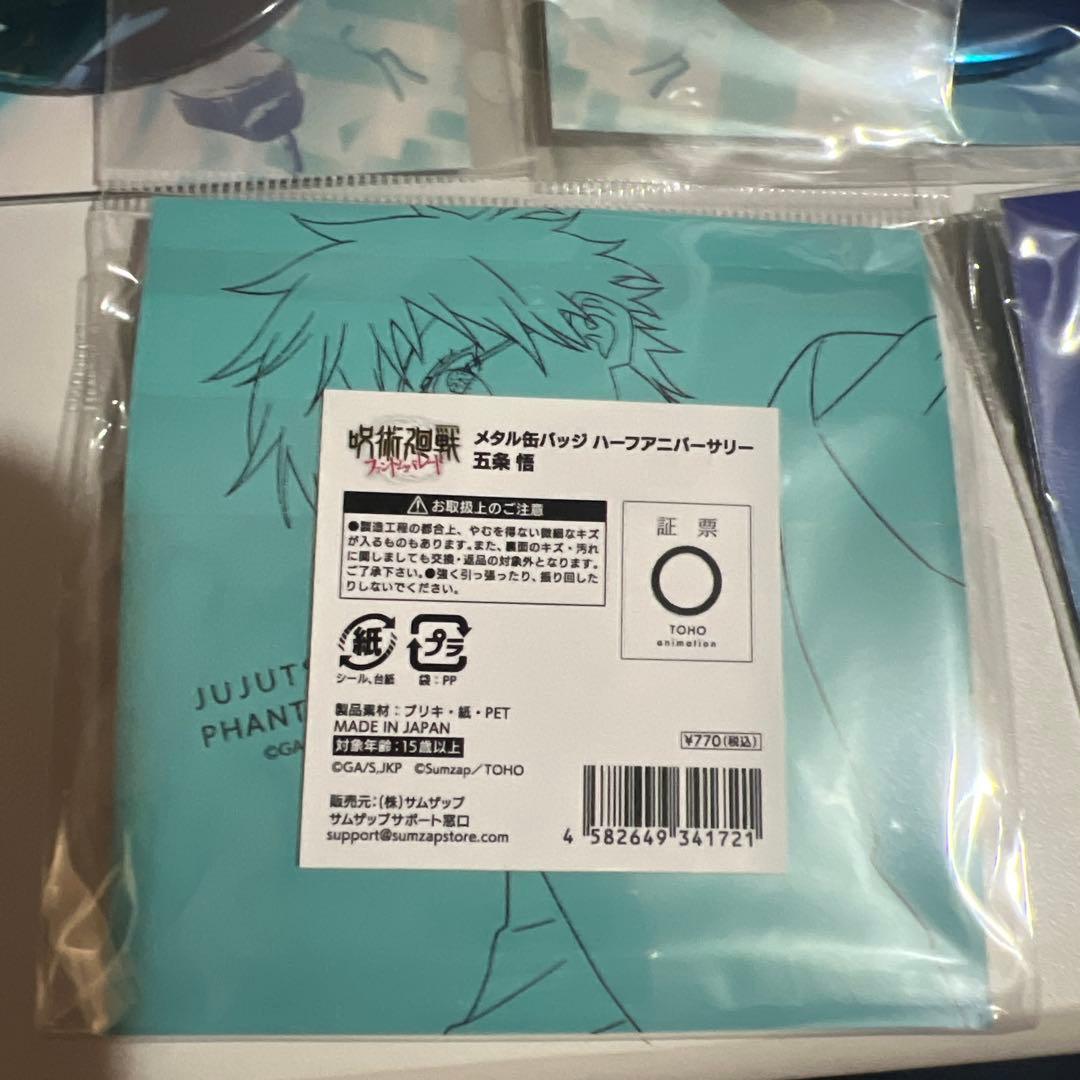 呪術廻戦
ファントムパレード
メタル缶バッジ ハーフアニバーサリー
五条 悟
お取扱上のご注意
●製造工程の都合上、やむを得ない微細なキズ
が入るものもあります。また、裏面のキズ・汚れ
に関しましても交換・返品の対象外となります。
ご了承下さい。●強く引っ張ったり、振り回した
りしないでください。
証 票
TOHO
animation
紙
シール、台紙
プラ
袋:PP
製品素材:ブリキ・紙・PET
MADE IN JAPAN
対象年齢:15歳以上
¥770(税込)
©GA/S,JKP ©Sumzap/TOHO
販売元:(株)サムザップ
サムザップサポート窓口
support@sumzapstore.com
4 582649 341721
JUJUT
PHANT
©GA